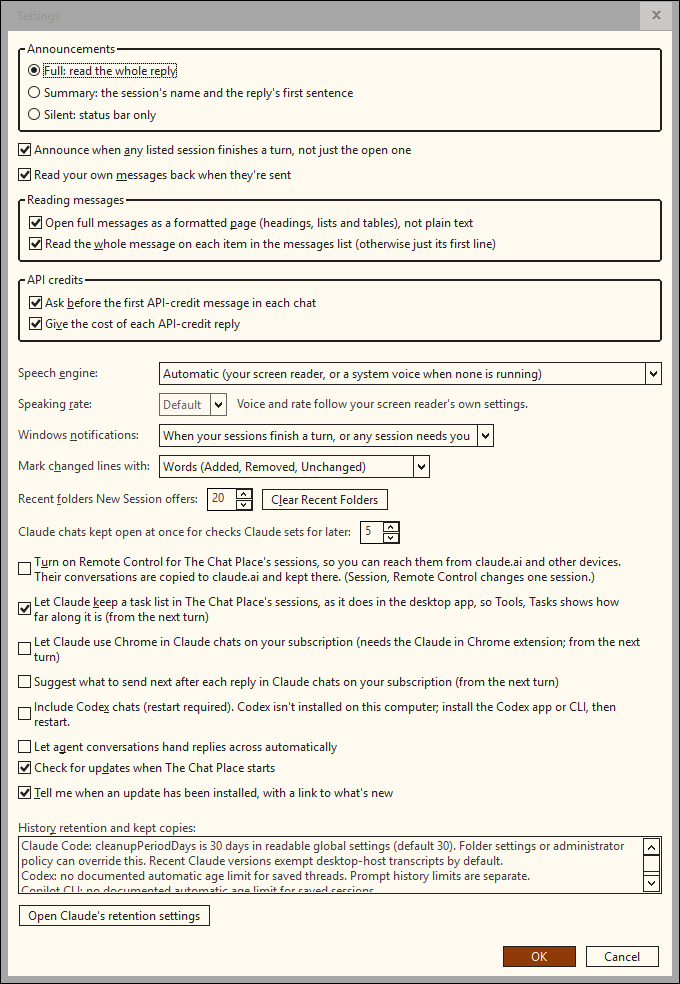 Settings
Announcements
Full: read the whole reply
Summary: the session's name and the reply's first sentence
Silent: status bar only
Announce when any listed session finishes a turn, not just the open one
Read your own messages back when they're sent
Reading messages
Open full messages as a formatted page (headings, lists and tables), not plain text
Read the whole message on each item in the messages list (otherwise just its first line)
API credits
Ask before the first API-credit message in each chat
Give the cost of each API-credit reply
Speech engine: Automatic (your screen reader, or a system voice when none is running)
Speaking rate: Default Voice and rate follow your screen reader's own settings.
Windows notifications: When your sessions finish a turn, or any session needs you
Mark changed lines with: Words (Added, Removed, Unchanged)
Recent folders New Session offers: 20 Clear Recent Folders
Claude chats kept open at once for checks Claude sets for later: 5
Turn on Remote Control for The Chat Place's sessions, so you can reach them from claude.ai and other devices.
Their conversations are copied to claude.ai and kept there. (Session, Remote Control changes one session.)
Let Claude keep a task list in The Chat Place's sessions, as it does in the desktop app, so Tools, Tasks shows how
far along it is (from the next turn)
Let Claude use Chrome in Claude chats on your subscription (needs the Claude in Chrome extension; from the next
turn)
Suggest what to send next after each reply in Claude chats on your subscription (from the next turn)
Include Codex chats (restart required). Codex isn't installed on this computer; install the Codex app or CLI, then
restart.
Let agent conversations hand replies across automatically
Check for updates when The Chat Place starts
Tell me when an update has been installed, with a link to what's new
History retention and kept copies:
Claude Code: cleanupPeriodDays is 30 days in readable global settings (default 30). Folder settings or administrator
policy can override this. Recent Claude versions exempt desktop-host transcripts by default.
Codex: no documented automatic age limit for saved threads. Prompt history limits are separate.
Copilot CLI: no documented automatic age limit for saved sessions
Open Claude's retention settings
OK Cancel